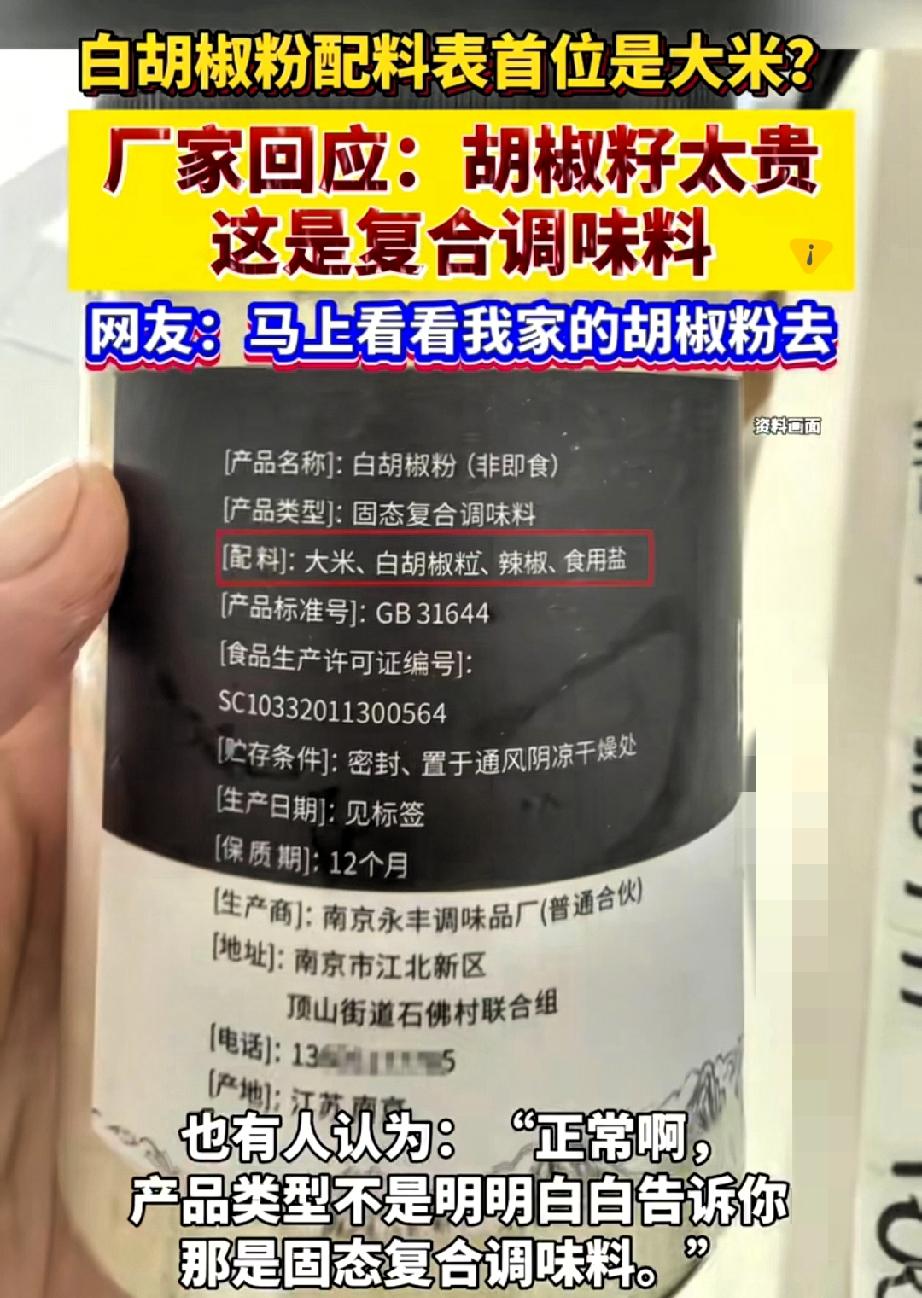 白胡椒粉配料表首位是大米？
厂家回应：胡椒籽太贵
这是复合调味料
网友：马上看看我家的胡椒粉去
资料画面
[产品名称]：白胡椒粉（非即食）
[产品类型]：固态复合调味料
[配料]：大米、白胡椒粒、辣椒、食用盐
[产品标准号]：GB 31644
[食品生产许可证编号]：
SC10332011300564
[贮存条件]：密封、置于通风阴凉干燥处
[生产日期]：见标签
[保质期]：12个月
[生产商]：南京永丰调味品厂(普通合伙)
[地址]：南京市江北新区
顶山街道石佛村联合组
[电话]：13
[产地]：江苏 南京
也有人认为：“正常啊，
产品类型不是明明白白告诉你
那是固态复合调味料。”